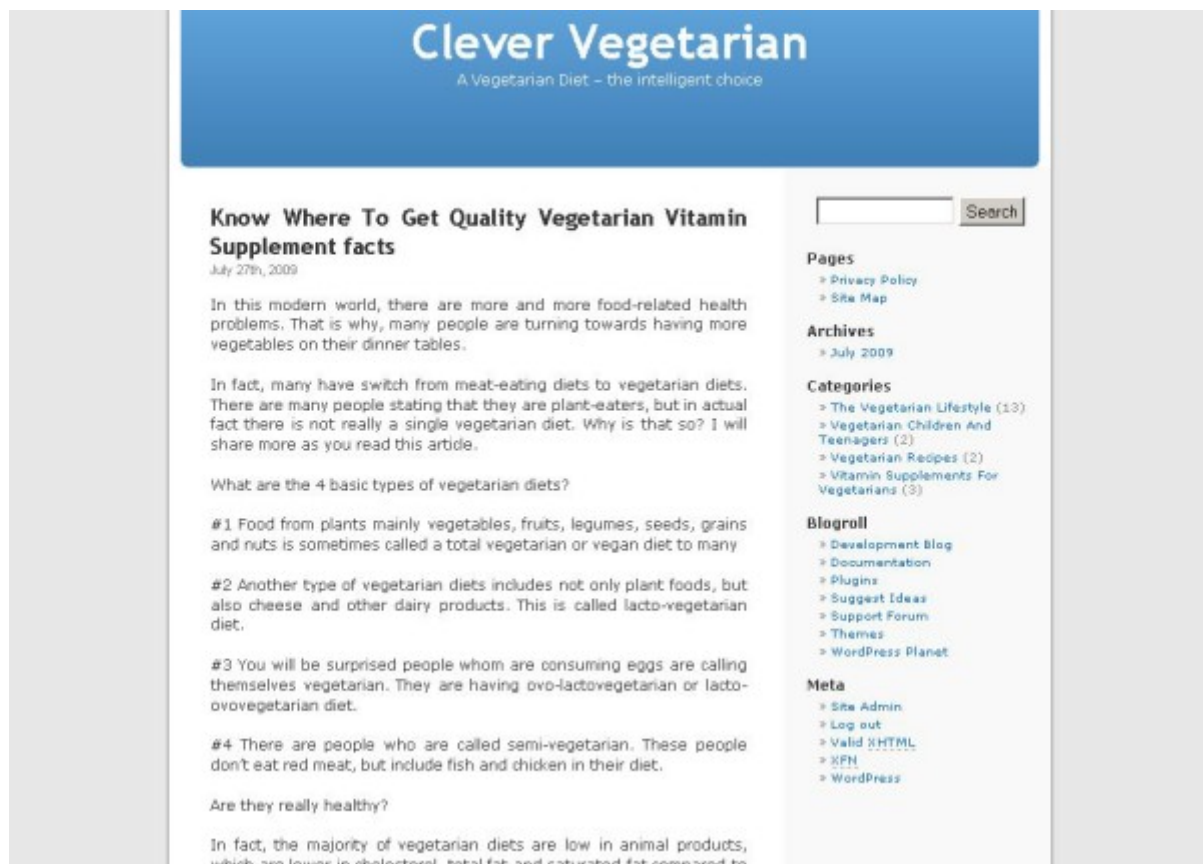 Clever Vegetarian
A Vegetarian Diet – the intelligent choice
Know Where To Get Quality Vegetarian Vitamin
Supplement facts
July 27th, 2009
In this modern world, there are more and more food-related health
problems. That is why, many people are turning towards having more
vegetables on their dinner tables.
In fact, many have switch from meat-eating diets to vegetarian diets.
There are many people stating that they are plant-eaters, but in actual
fact there is not really a single vegetarian diet. Why is that so? I will
share more as you read this article.
What are the 4 basic types of vegetarian diets?
#1 Food from plants mainly vegetables, fruits, legumes, seeds, grains
and nuts is sometimes called a total vegetarian or vegan diet to many
#2 Another type of vegetarian diets includes not only plant foods, but
also cheese and other dairy products. This is called lacto-vegetarian
diet.
#3 You will be surprised people whom are consuming eggs are calling
themselves vegetarian. They are having ovo-lactovegetarian or lacto-
ovovegetarian diet.
#4 There are people who are called semi-vegetarian. These people
don't eat red meat, but include fish and chicken in their diet.
Are they really healthy?
In fact, the majority of vegetarian diets are low in animal products,
which are lower in cholesterol, total fat and saturated fat compared to
Search
Pages
» Privacy Policy
» Site Map
Archives
» July 2009
Categories
» The Vegetarian Lifestyle (13)
» Vegetarian Children And
Teenagers (2)
» Vegetarian Recipes (2)
» Vitamin Supplements For
Vegetarians (3)
Blogroll
» Development Blog
» Documentation
» Plugins
» Suggest Ideas
» Support Forum
» Themes
» WordPress Planet
Meta
» Site Admin
» Log out
» Valid XHTML
» XFN
» WordPress